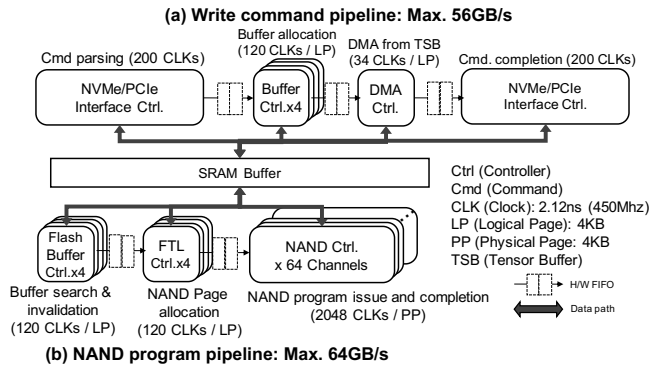 (a) Write command pipeline: Max. 56GB/s
Cmd parsing (200 CLKs)
Buffer allocation
(120 CLKs / LP)
DMA from TSB
(34 CLKs / LP)
Cmd. completion (200 CLKs)
NVMe/PCIe
Interface Ctrl.
Buffer
Ctrl.x4
DMA
Ctrl.
NVMe/PCIe
Interface Ctrl.
SRAM Buffer
Ctrl (Controller)
Cmd (Command)
CLK (Clock): 2.12ns (450Mhz)
LP (Logical Page): 4KB
PP (Physical Page: 4KB
TSB (Tensor Buffer)
H/W FIFO
Data path
Flash
Buffer
Ctrl.x4
FTL
Ctrl.x4
NAND Ctrl.
x 64 Channels
Buffer search &
invalidation
(120 CLKs / LP)
NAND Page
allocation
(120 CLKs / LP)
NAND program issue and completion
(2048 CLKs / PP)
(b) NAND program pipeline: Max. 64GB/s